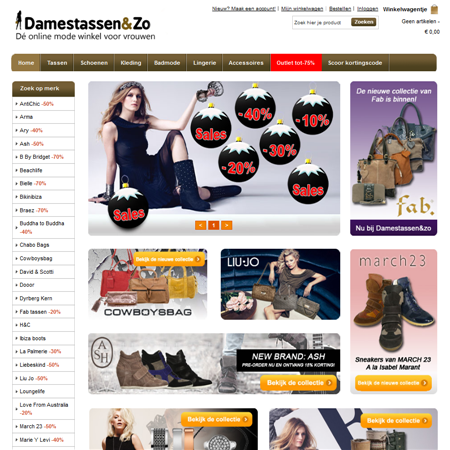 Nieuw? Maak een account! | Mijn winkelwagen | Bestellen | Inloggen
Winkelwagentje
Damestassen&Zo
Dé online mode winkel voor vrouwen
Zoek hier je product
Zoeken
Geen artikelen -
€ 0,00
Home
Tassen
Schoenen
Kleding
Badmode
Lingerie
Accessoires
Outlet tot-75%
Scoor kortingscode
Zoek op merk
AntiChic -50%
Arma
Ary -40%
Ash -50%
B By Bridget -70%
Beachlife
Bielle -70%
Bikinibiza
Braez -70%
Buddha to Buddha
-40%
Chabo Bags
Cowboysbag
David & Scotti
Dooor
Dyrberg Kern
Fab tassen -20%
H&C
Ibiza boots
La Palmerie -30%
Liebeskind -50%
Liu Jo -50%
Loungelife
Love From Australia
-20%
March 23 -50%
Marie 'V' Levi -40%
Sales
-40%
-10%
-20%
-30%
Sales
Sales
1
De nieuwe collectie van
Fab is binnen!
fab.
Nu bij Damestassen&zo
Bekijk de nieuwe collectie
COWBOYSBAG
LIU·JO
Bekijk de collectie
march23
Sneakers van MARCH 23
A la Isabel Marant
Bekijk de collectie
ASH
NEW BRAND: ASH
PRE-ORDER NU EN ONTVANG 15% KORTING!
Bekijk de nieuwe collectie
Bekijk de collectie
Bekijk de collectie